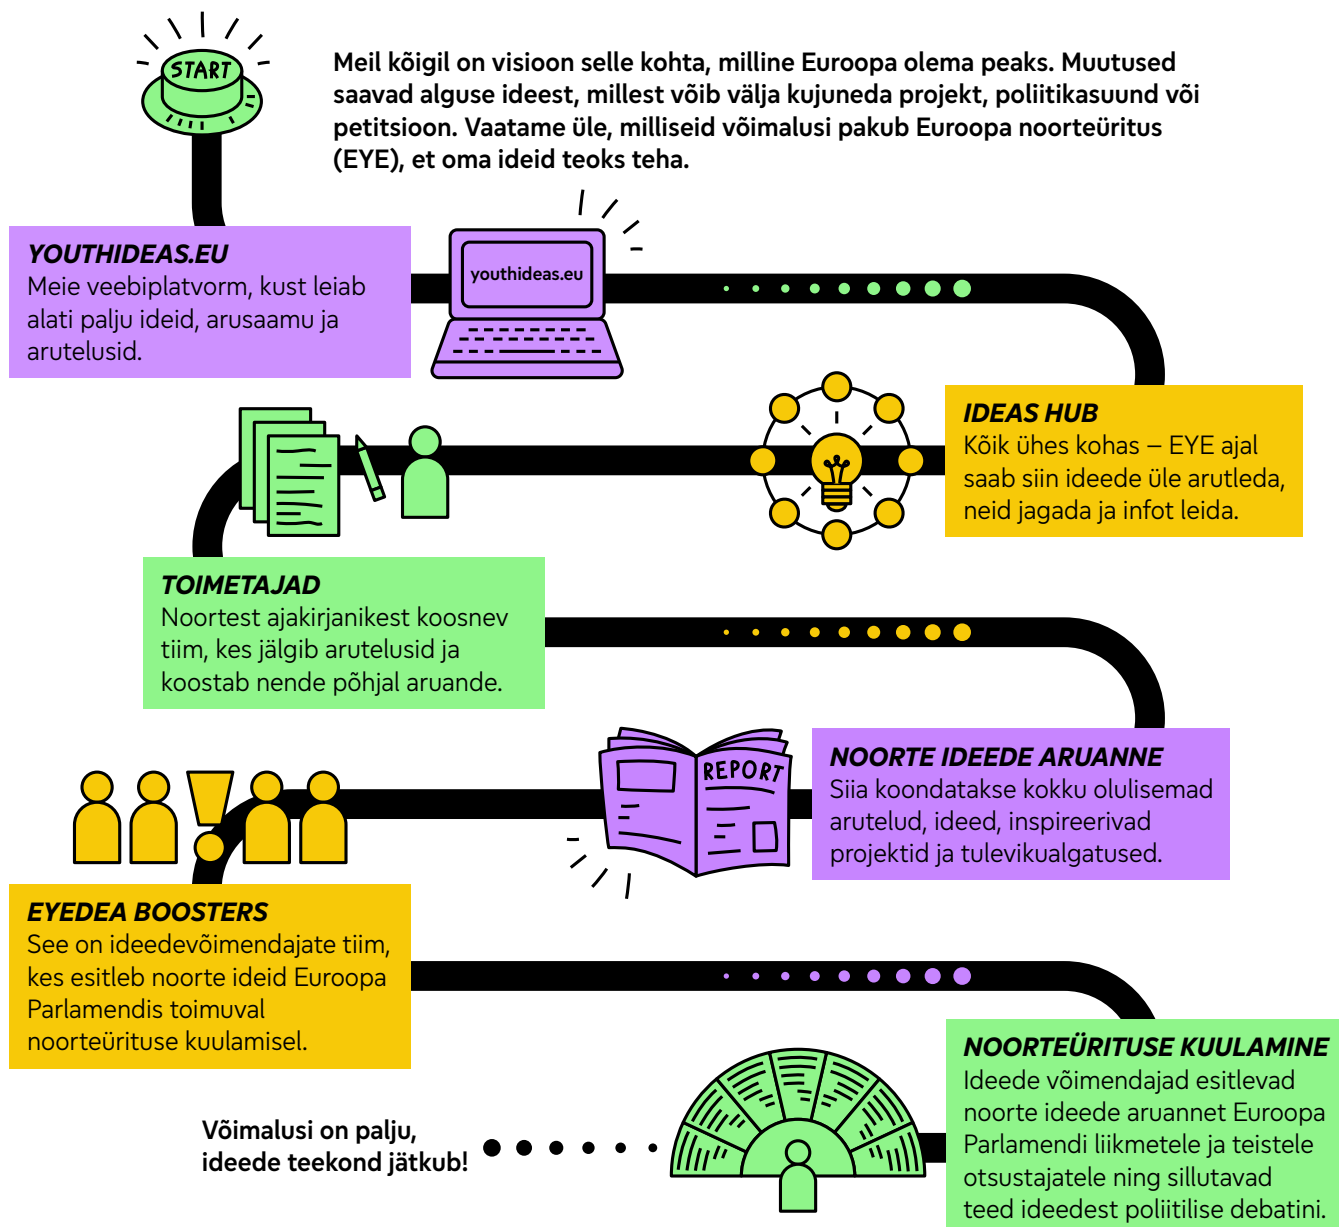 START
Meil kõigil on visioon selle kohta, milline Euroopa olema peaks. Muutused
saavad alguse ideest, millest võib välja kujuneda projekt, poliitikasuund või
petitsioon. Vaatame üle, milliseid võimalusi pakub Euroopa noorteüritus
(EYE), et oma ideid teoks teha.
YOUTHIDEAS.EU
Meie veebiplatvorm, kust leiab
alati palju ideid, arusaamu ja
arutelusid.
youthideas.eu
IDEAS HUB
Kõik ühes kohas – EYE ajal
saab siin ideede üle arutleda,
neid jagada ja infot leida.
TOIMETAJAD
Noortest ajakirjanikest koosnev
tiim, kes jälgib arutelusid ja
koostab nende põhjal aruande.
REPORT
NOORTE IDEEDE ARUANNE
Siia koondatakse kokku olulisemad
arutelud, ideed, inspireerivad
projektid ja tulevikualgatused.
EYEDEA BOOSTERS
See on ideedevõimendajate tiim,
kes esitleb noorte ideid Euroopa
Parlamendis toimuval
noorteürituse kuulamisel.
NOORTEÜRITUSE KUULAMINE
Ideede võimendajad esitlevad
noorte ideede aruannet Euroopa
Parlamendi liikmetele ja teistele
otsustajatele ning sillutavad
teed ideedest poliitilise debatini.
Võimalusi on palju,
ideede teekond jätkub!